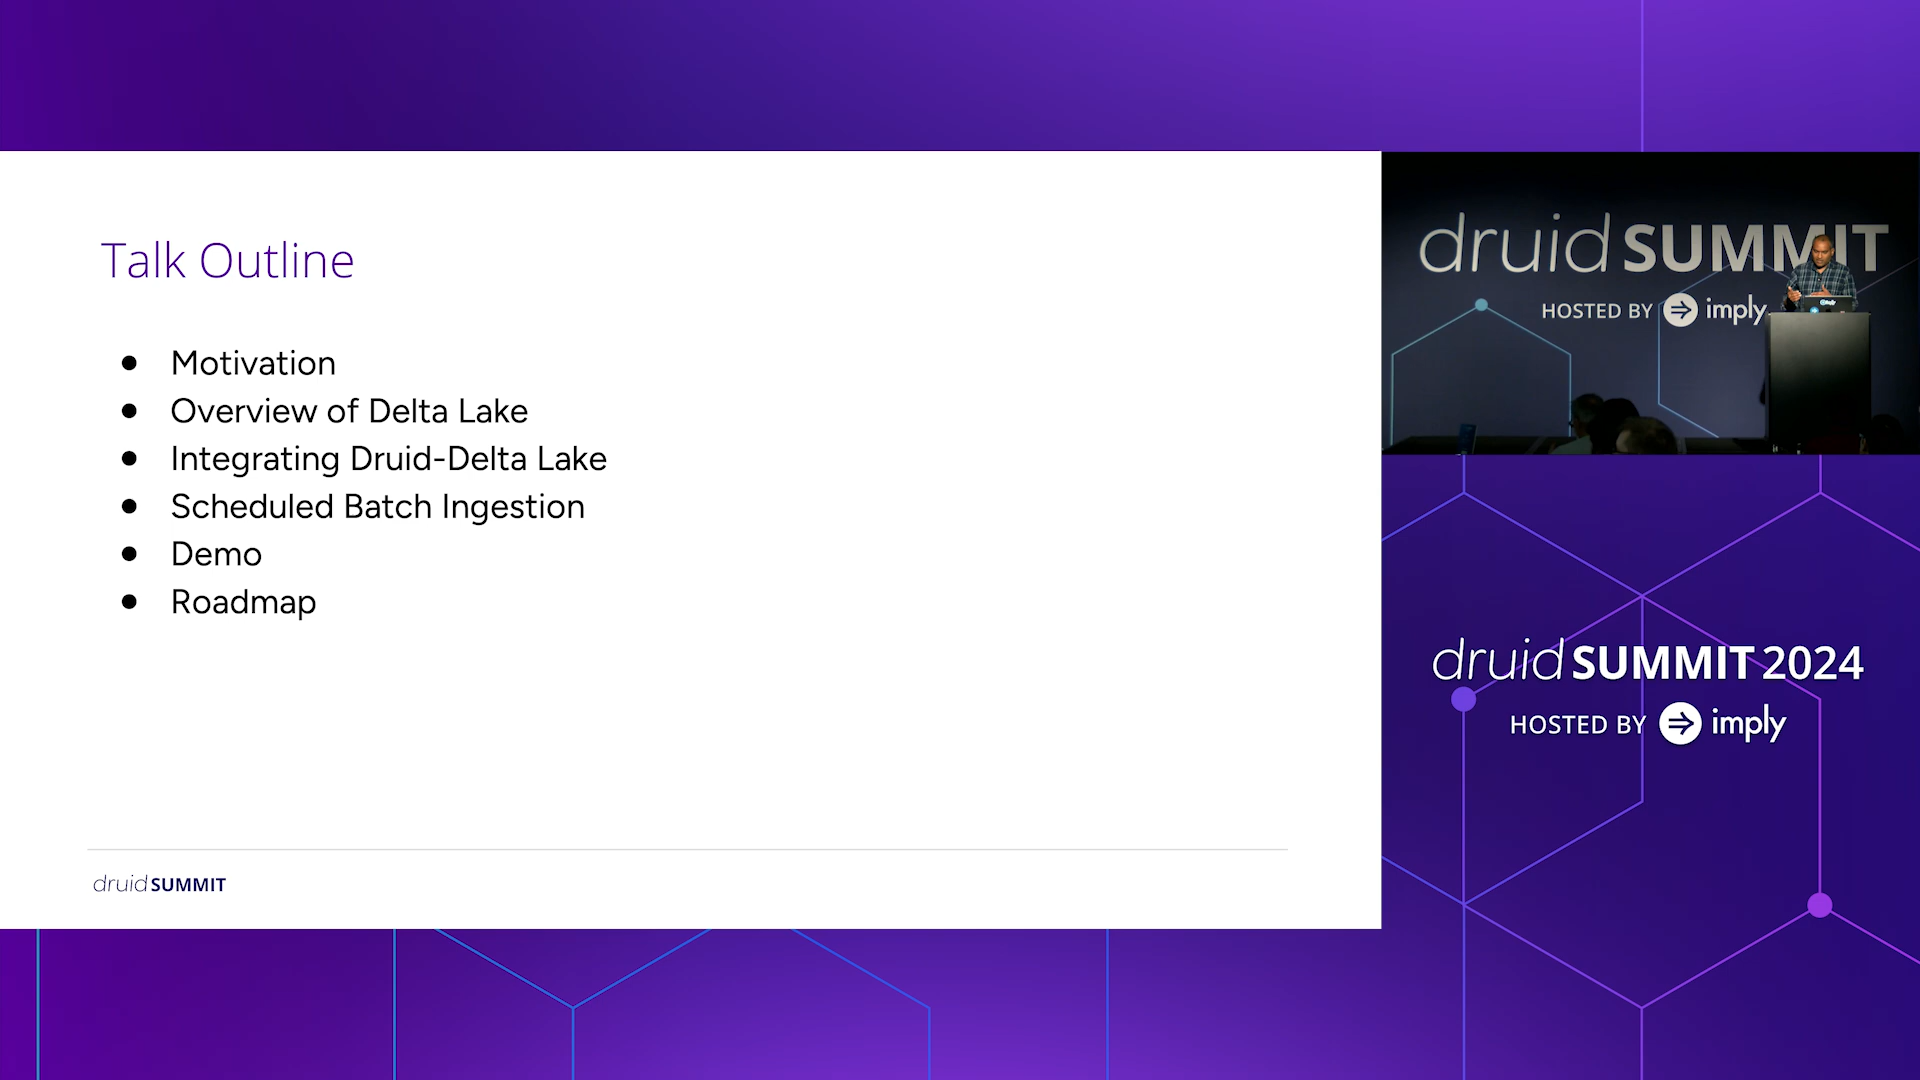 Talk Outline
Motivation
Overview of Delta Lake
Integrating Druid-Delta Lake
Scheduled Batch Ingestion
Demo
Roadmap
druid SUMMIT
druid SUMMIT
HOSTED BY imply
druid SUMMIT 2024
HOSTED BY imply